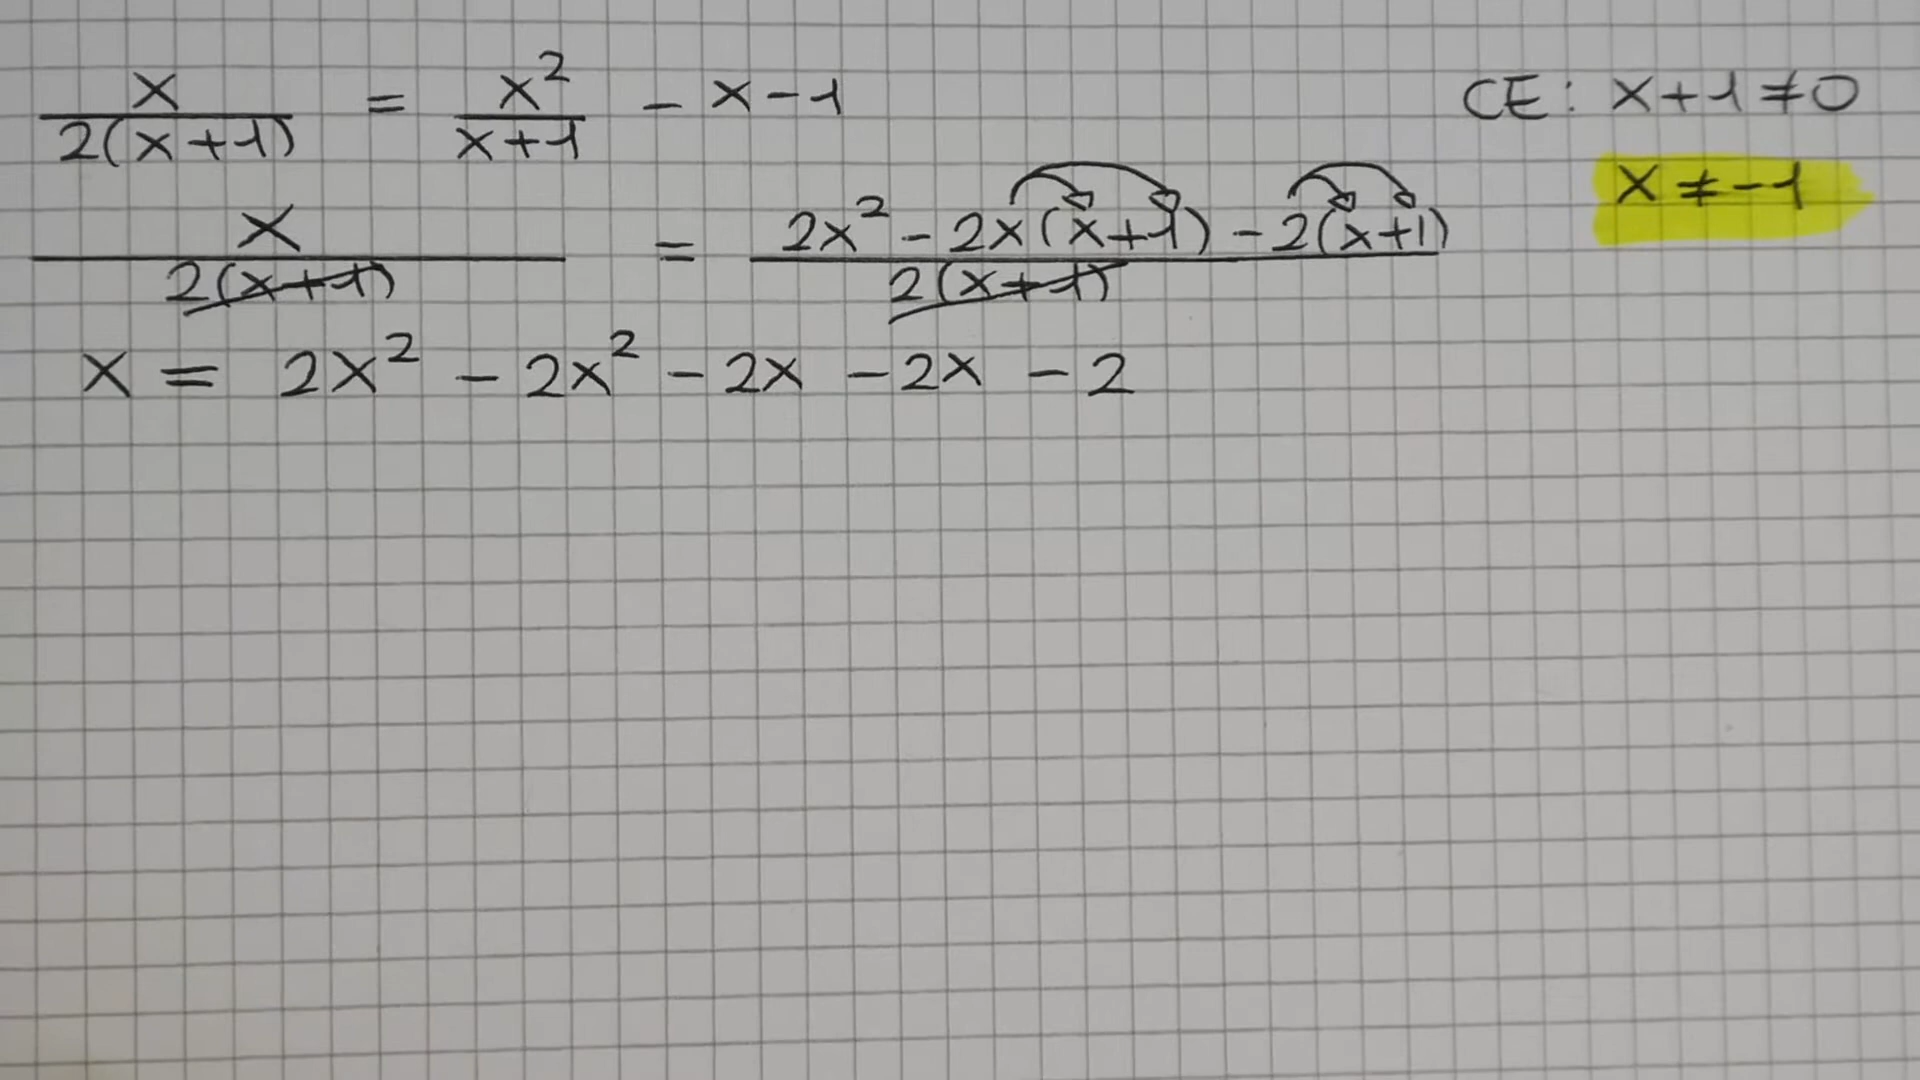 x/2(x+1) = x²/x+1 - x-1
CE: x+1≠0
x≠-1
x/2(x+1) = 2x²-2x(x+1)-2(x+1)/2(x+1)
x = 2x² - 2x² - 2x - 2x - 2